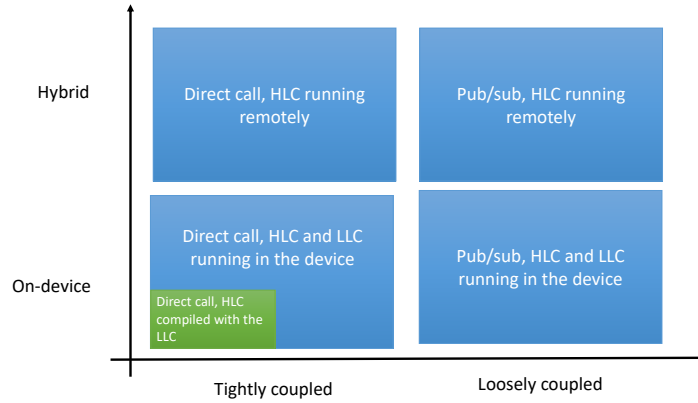 Hybrid
Direct call, HLC running
remotely
Pub/sub, HLC running
remotely
On-device
Direct call, HLC and LLC
running in the device
Direct call, HLC
compiled with the
LLC
Pub/sub, HLC and LLC
running in the device
Tightly coupled
Loosely coupled